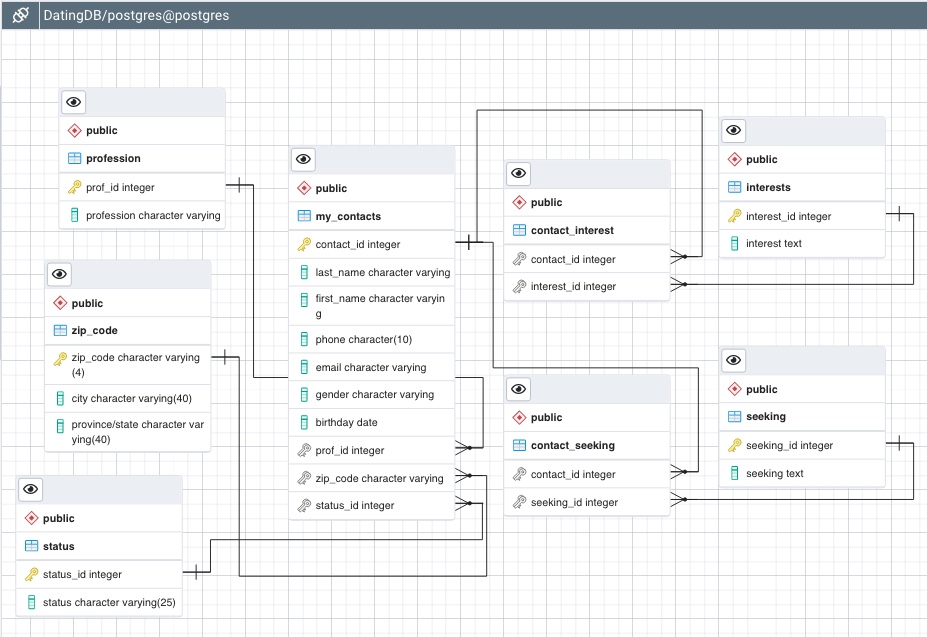 DatingDB/postgres@postgres
public
profession
prof_id integer
profession character varying
public
zip_code
zip_code character varying
(4)
city character varying(40)
province/state character var
ying(40)
public
status
status_id integer
status character varying(25)
public
my_contacts
contact_id integer
last_name character varying
first_name character varyin
g
phone character(10)
email character varying
gender character varying
birthday date
prof_id integer
zip_code character varying
status_id integer
public
contact_interest
contact_id integer
interest_id integer
public
contact_seeking
contact_id integer
seeking_id integer
public
interests
interest_id integer
interest text
public
seeking
seeking_id integer
seeking text